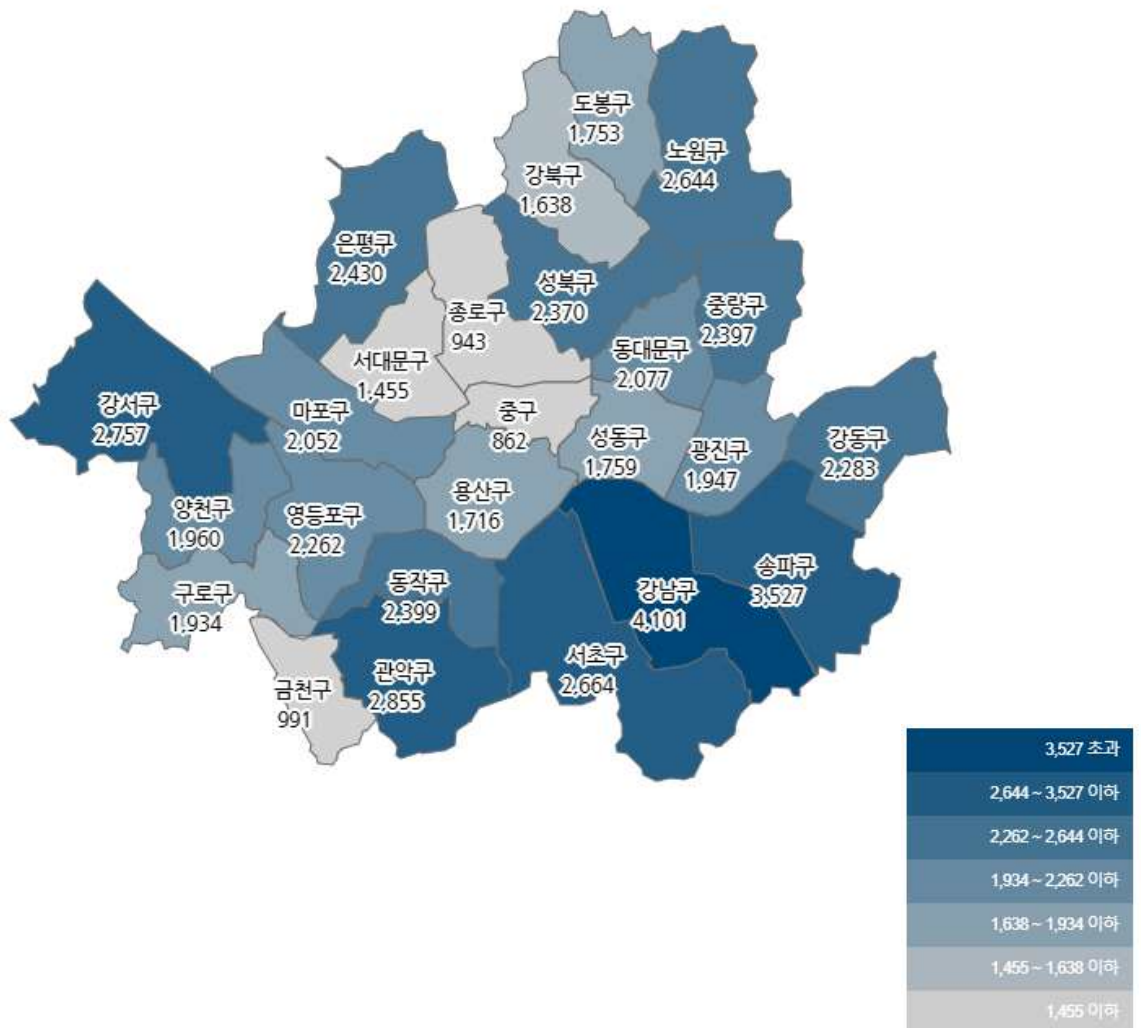 도봉구
1,753
노원구
2,644
강북구
1,638
은평구
2,430
성북구
2,370
중랑구
2,397
종로구
943
동대문구
2,077
서대문구
1,455
강서구
2,757
마포구
2,052
중구
862
성동구
1,759
광진구
1,947
강동구
2,283
양천구
1,960
영등포구
2,262
용산구
1,716
구로구
1,934
동작구
2,399
강남구
4,101
송파구
3,527
금천구
991
관악구
2,855
서초구
2,664
3,527 초과
2,644 ~ 3,527 이하
2,262 ~ 2,644 이하
1,934 ~ 2,262 이하
1,638 ~ 1,934 이하
1,455 ~ 1,638 이하
1,455 이하